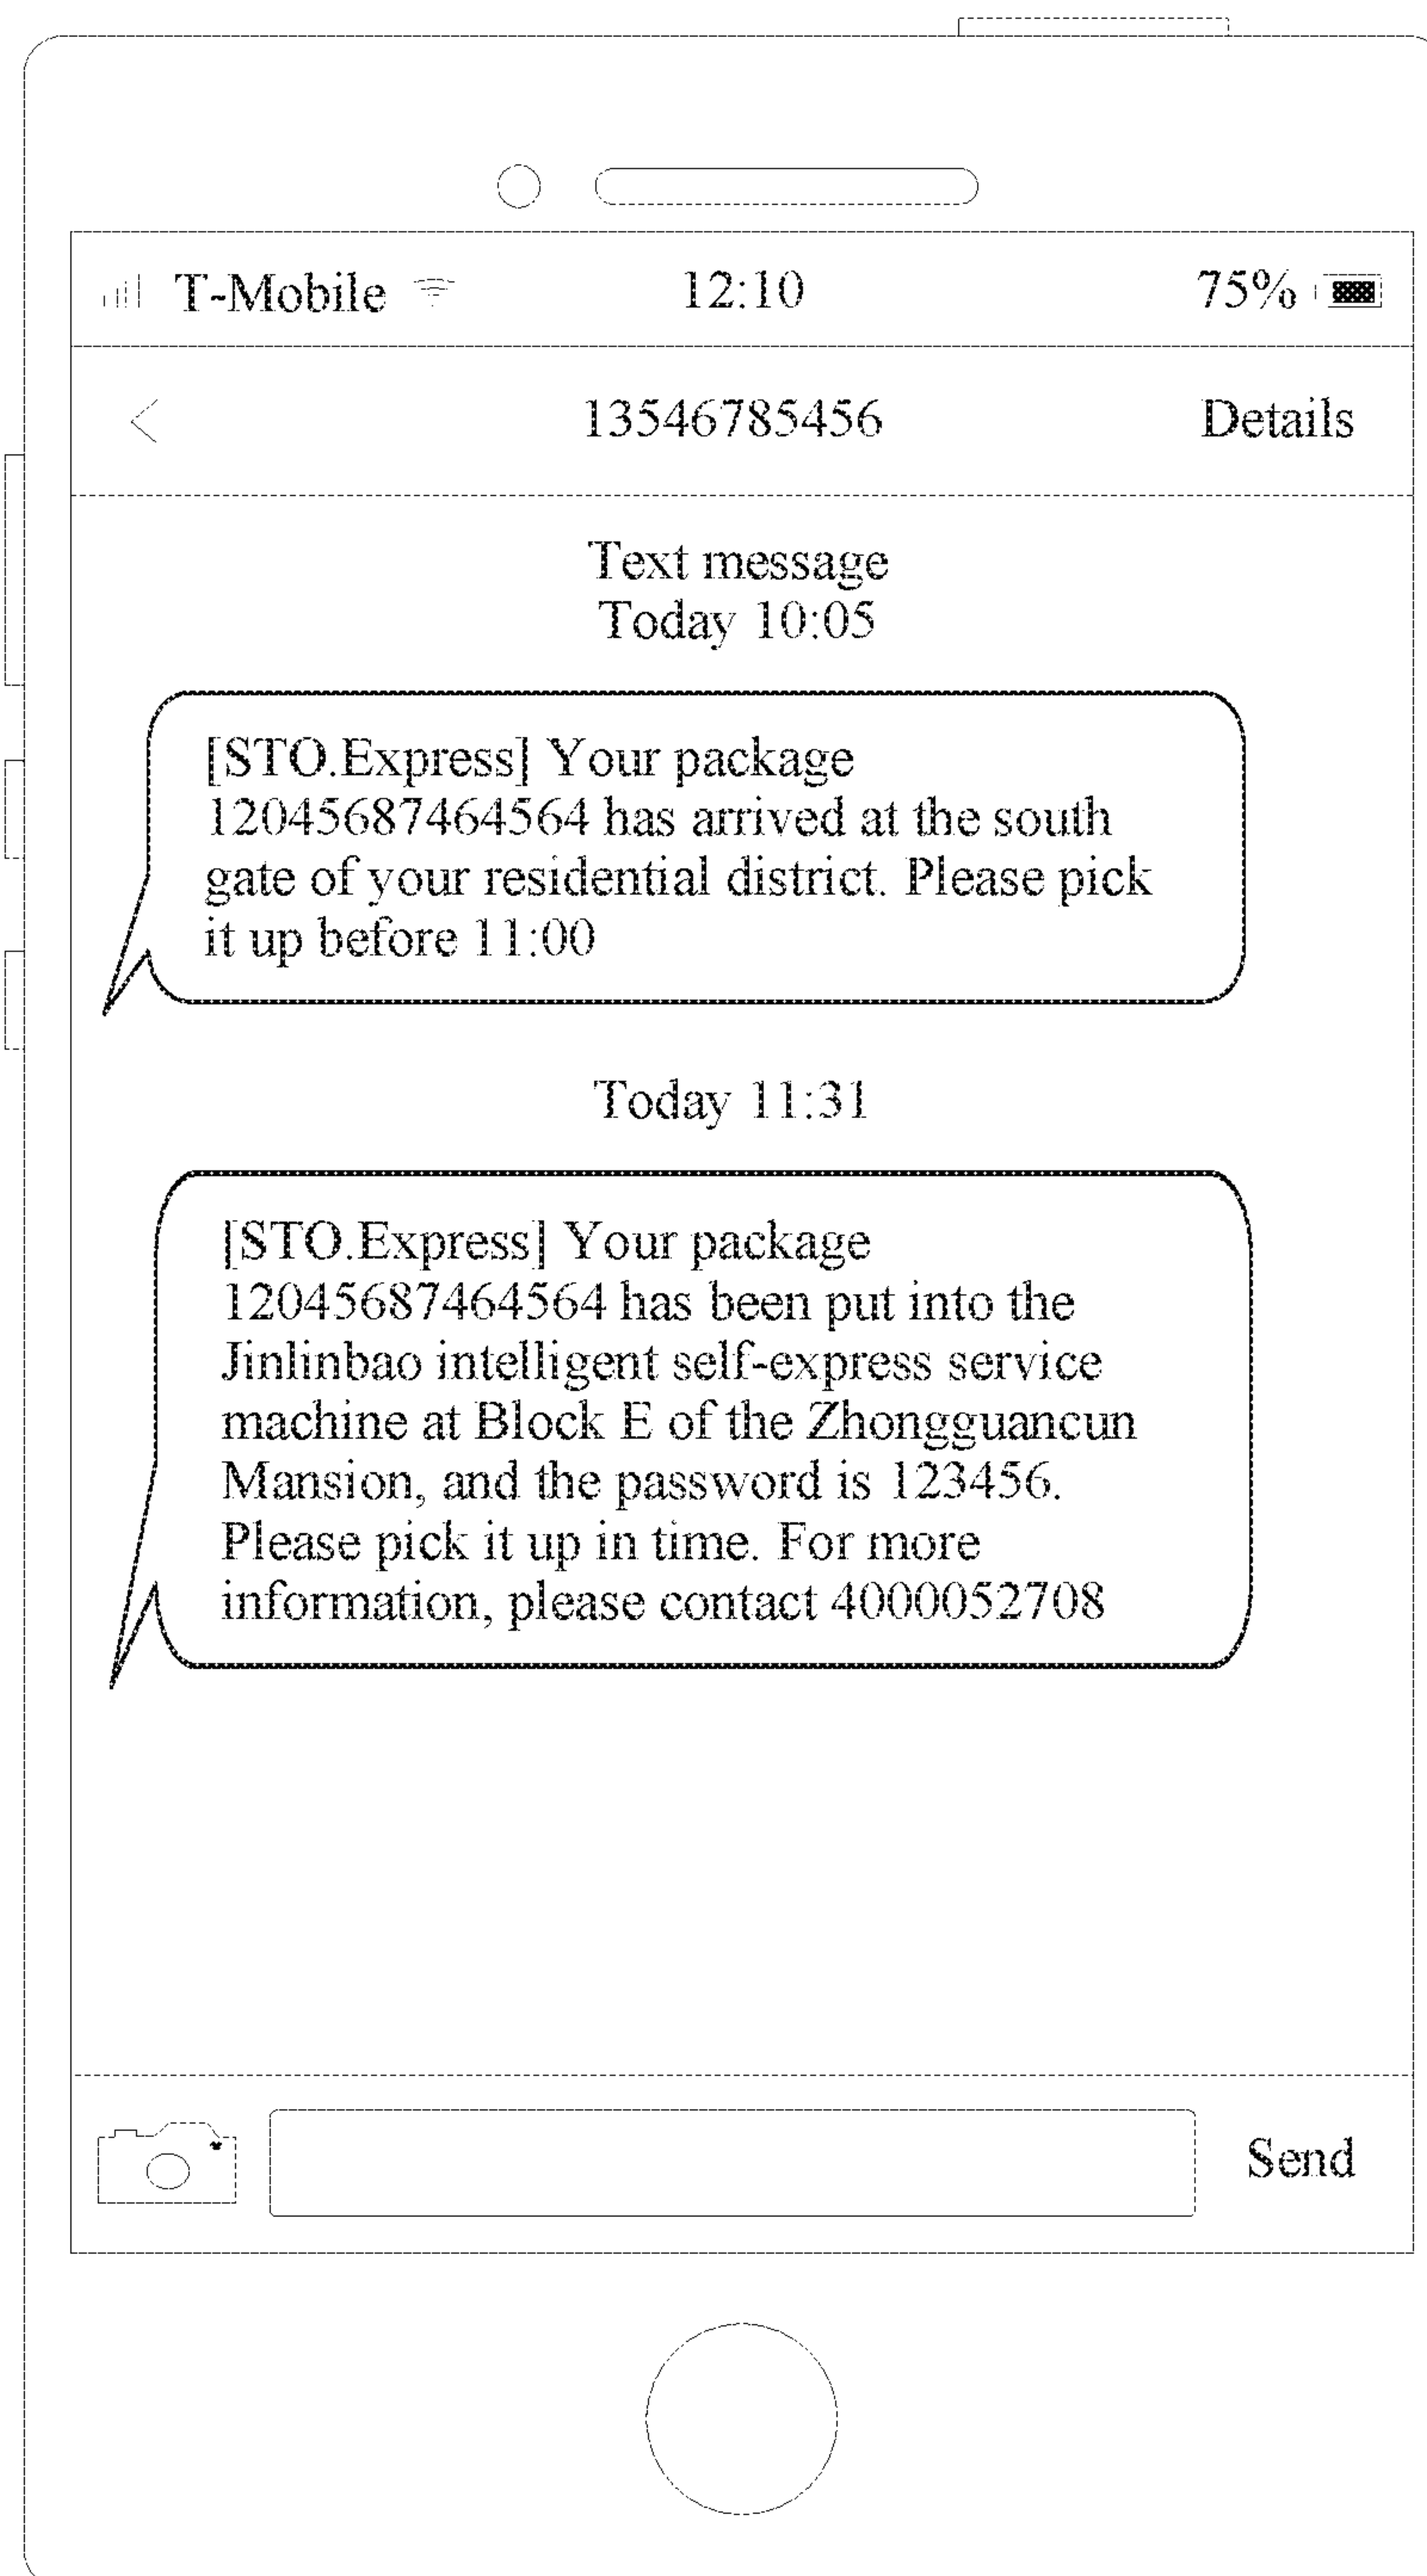 T-Mobile 12:10 75%
< 13546785456 Details
Text message
Today 10:05
[STO.Express] Your package
12045687464564 has arrived at the south
gate of your residential district. Please pick
it up before 11:00
Today 11:31
[STO.Express] Your package
12045687464564 has been put into the
Jinlinbao intelligent self-express service
machine at Block E of the Zhongguancun
Mansion, and the password is 123456.
Please pick it up in time. For more
information, please contact 4000052708
Send